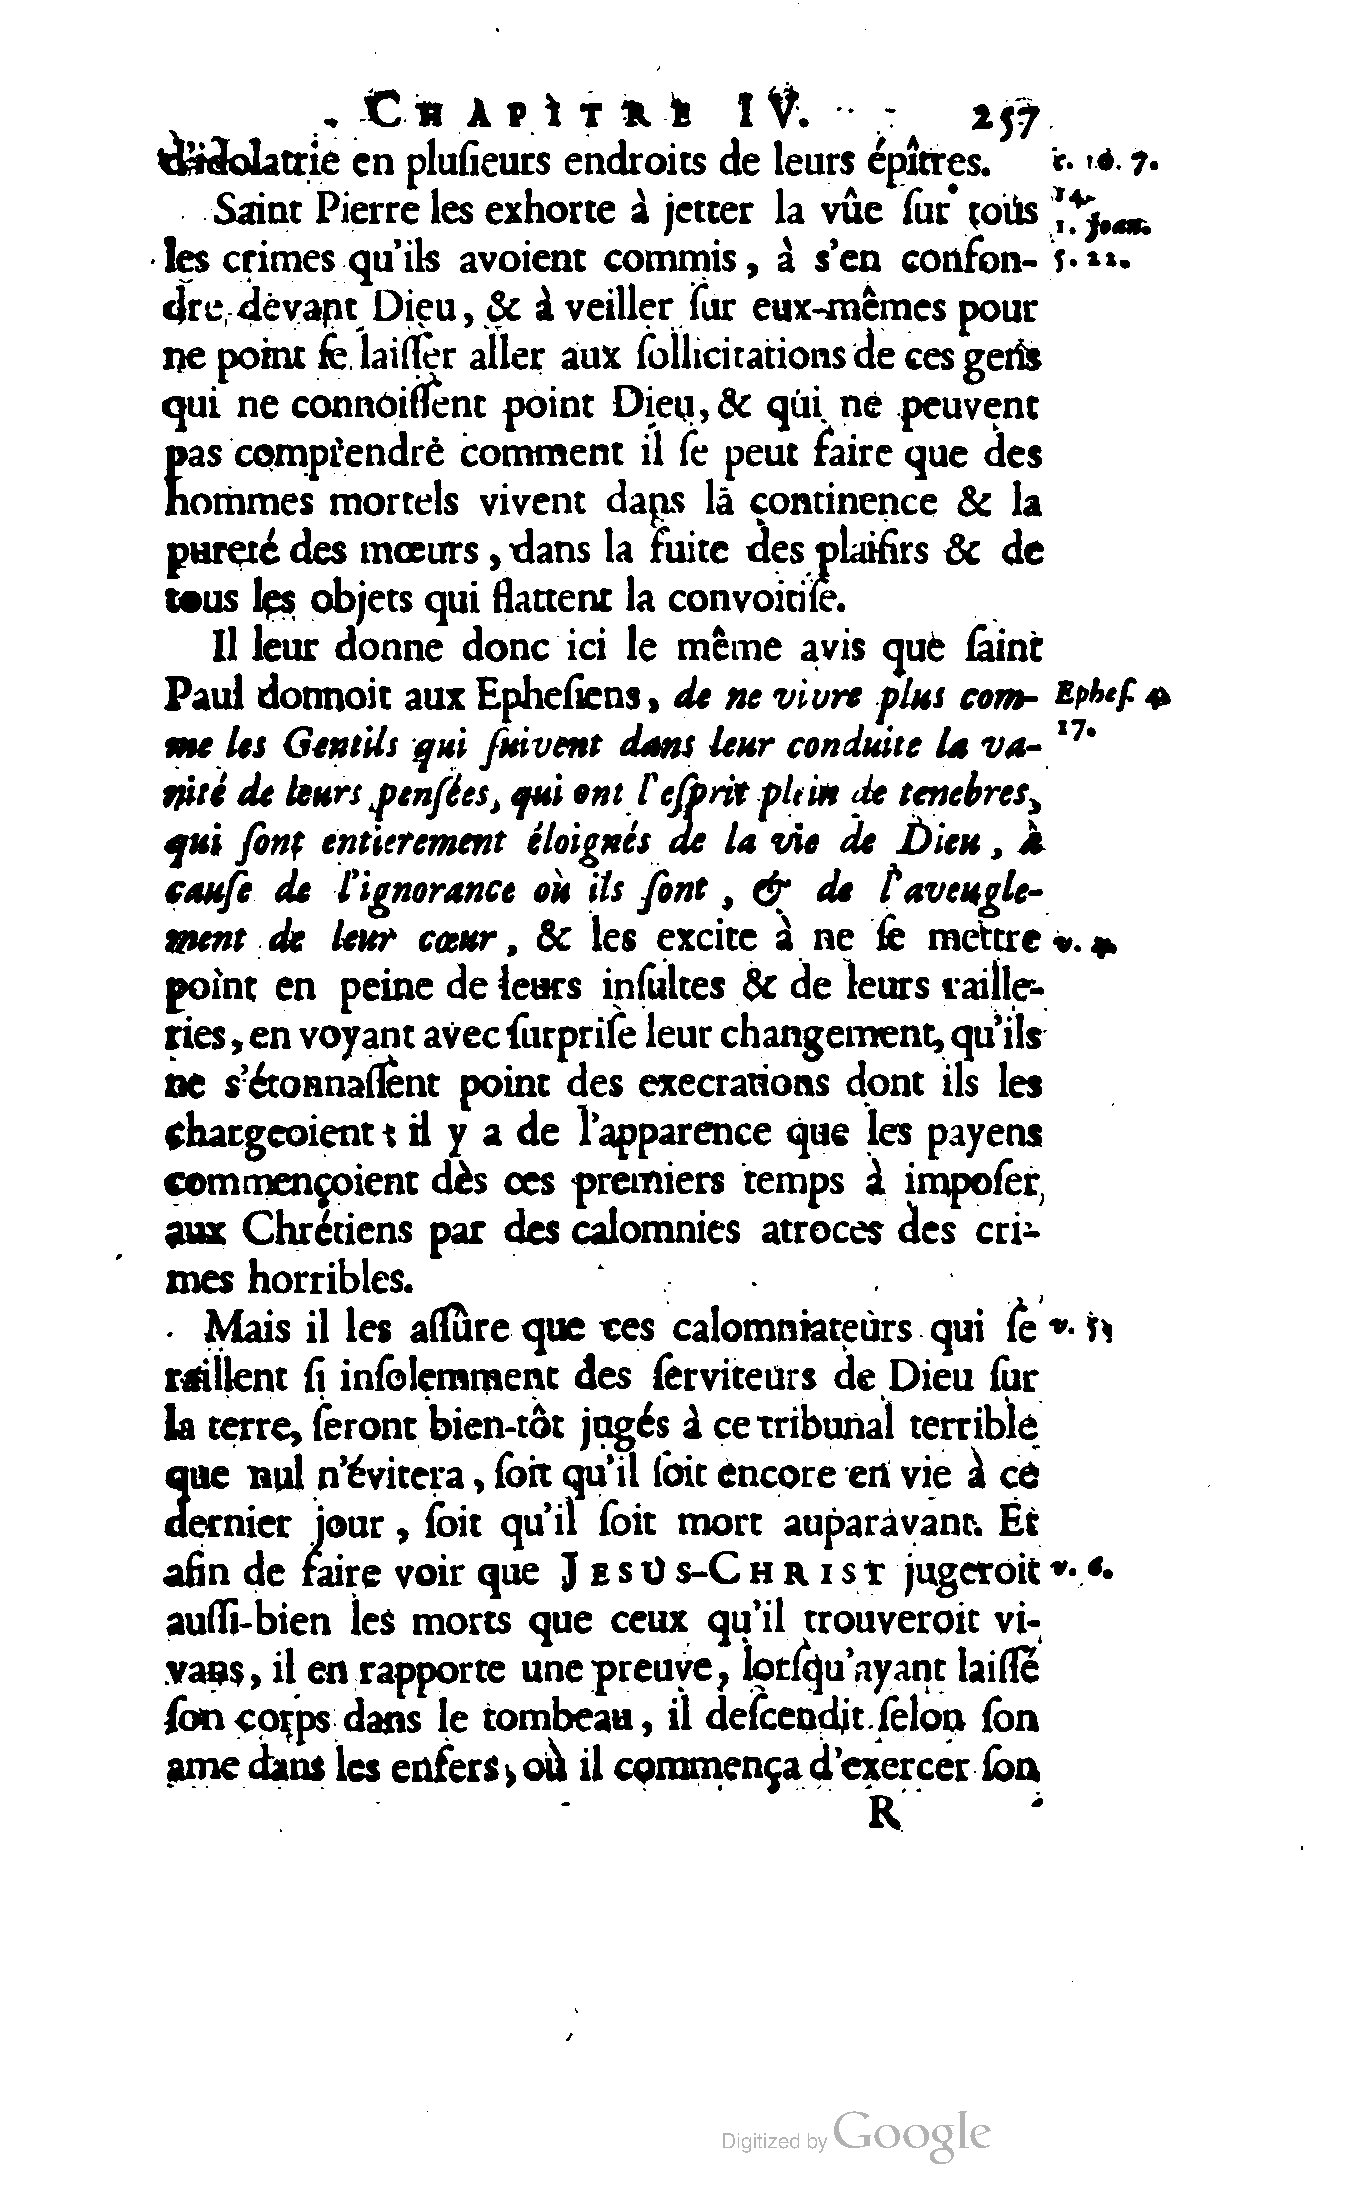 CHAPITRE IV. 257
d'idolatrie en pluſieurs endroits de leurs épîtres.
c. 10. 7.
14.
1. Joan.
5. 21.
Saint Pierre les exhorte à jetter la vûe ſur tous
les crimes qu'ils avoient commis, à s'en confon-
dre devant Dieu, & à veiller ſur eux-mêmes pour
ne point ſe laiſſer aller aux ſollicitations de ces gens
qui ne connoiſſent point Dieu, & qui ne peuvent
pas comprendre comment il ſe peut faire que des
hommes mortels vivent dans la continence & la
pureté des mœurs, dans la fuite des plaiſirs & de
tous les objets qui flattent la convoitiſe.
Il leur donne donc ici le même avis que ſaint
Paul donnoit aux Epheſiens, de ne vivre plus com-
Epheſ. 4
17.
me les Gentils qui ſuivent dans leur conduite la va-
nité de leurs penſées, qui ont l'eſprit plein de tenebres,
qui ſont entierement éloignés de la vie de Dieu, à
cauſe de l'ignorance où ils ſont, & de l'aveugle-
ment de leur cœur, & les excite à ne ſe mettre
v. 4.
point en peine de leurs inſultes & de leurs raille-
ries, en voyant avec ſurpriſe leur changement, qu'ils
ne s'étonnaſſent point des execrations dont ils les
chargeoient: il y a de l'apparence que les payens
commençoient dès ces premiers temps à impoſer
aux Chrétiens par des calomnies atroces des cri-
mes horribles.
Mais il les aſſûre que ces calomniateurs qui ſe
v. 5.
raillent ſi inſolemment des ſerviteurs de Dieu ſur
la terre, ſeront bien-tôt jugés à ce tribunal terrible
que nul n'évitera, ſoit qu'il ſoit encore en vie à ce
dernier jour, ſoit qu'il ſoit mort auparavant. Et
afin de faire voir que JESUS-CHRIST jugeroit
v. 6.
auſſi-bien les morts que ceux qu'il trouveroit vi-
vans, il en rapporte une preuve, lorſqu'ayant laiſſé
ſon corps dans le tombeau, il deſcendit ſelon ſon
ame dans les enfers, où il commença d'exercer ſon
R
Digitized by Google